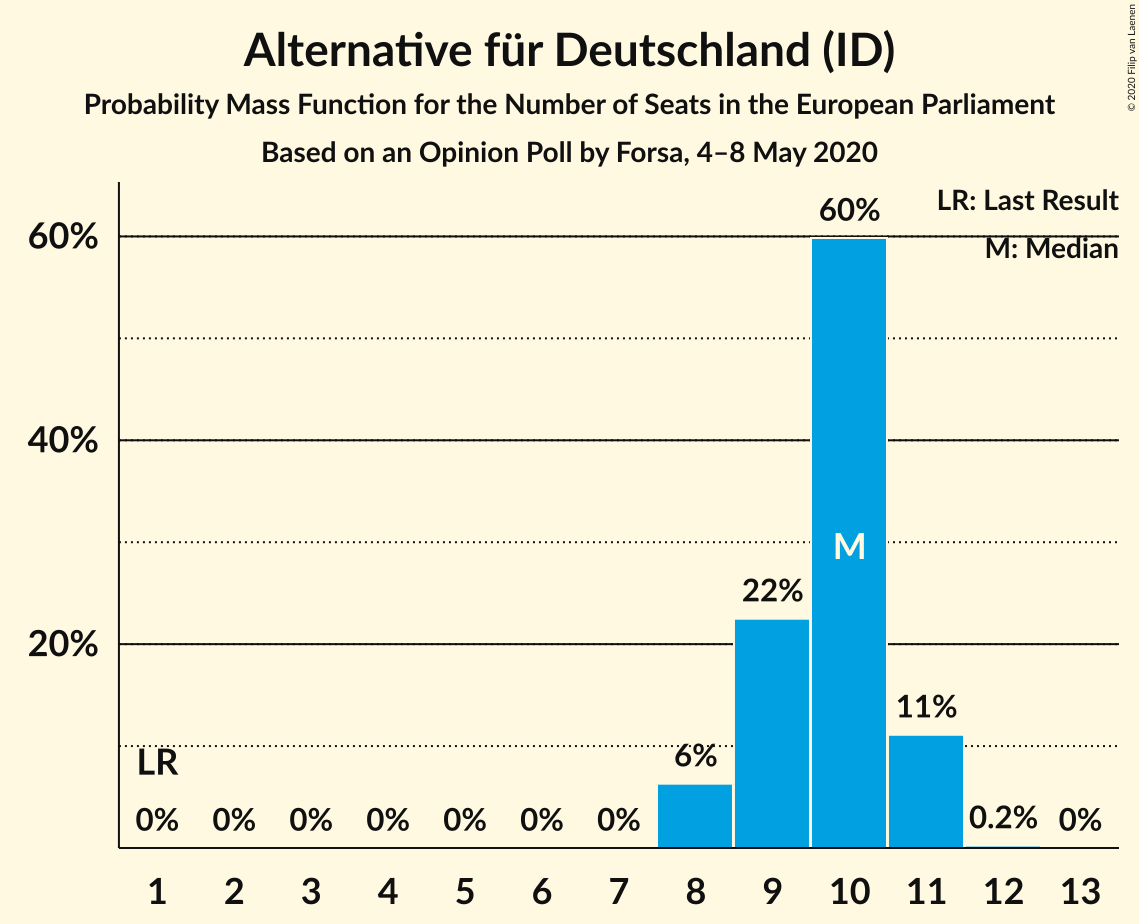 Alternative für Deutschland (ID)
Probability Mass Function for the Number of Seats in the European Parliament
Based on an Opinion Poll by Forsa, 4–8 May 2020
© 2020 Filip van Laenen
LR: Last Result
M: Median
60%
40%
20%
LR
0% 0% 0% 0% 0% 0% 0% 6% 22% 60% 11% 0.2% 0%
M
1 2 3 4 5 6 7 8 9 10 11 12 13